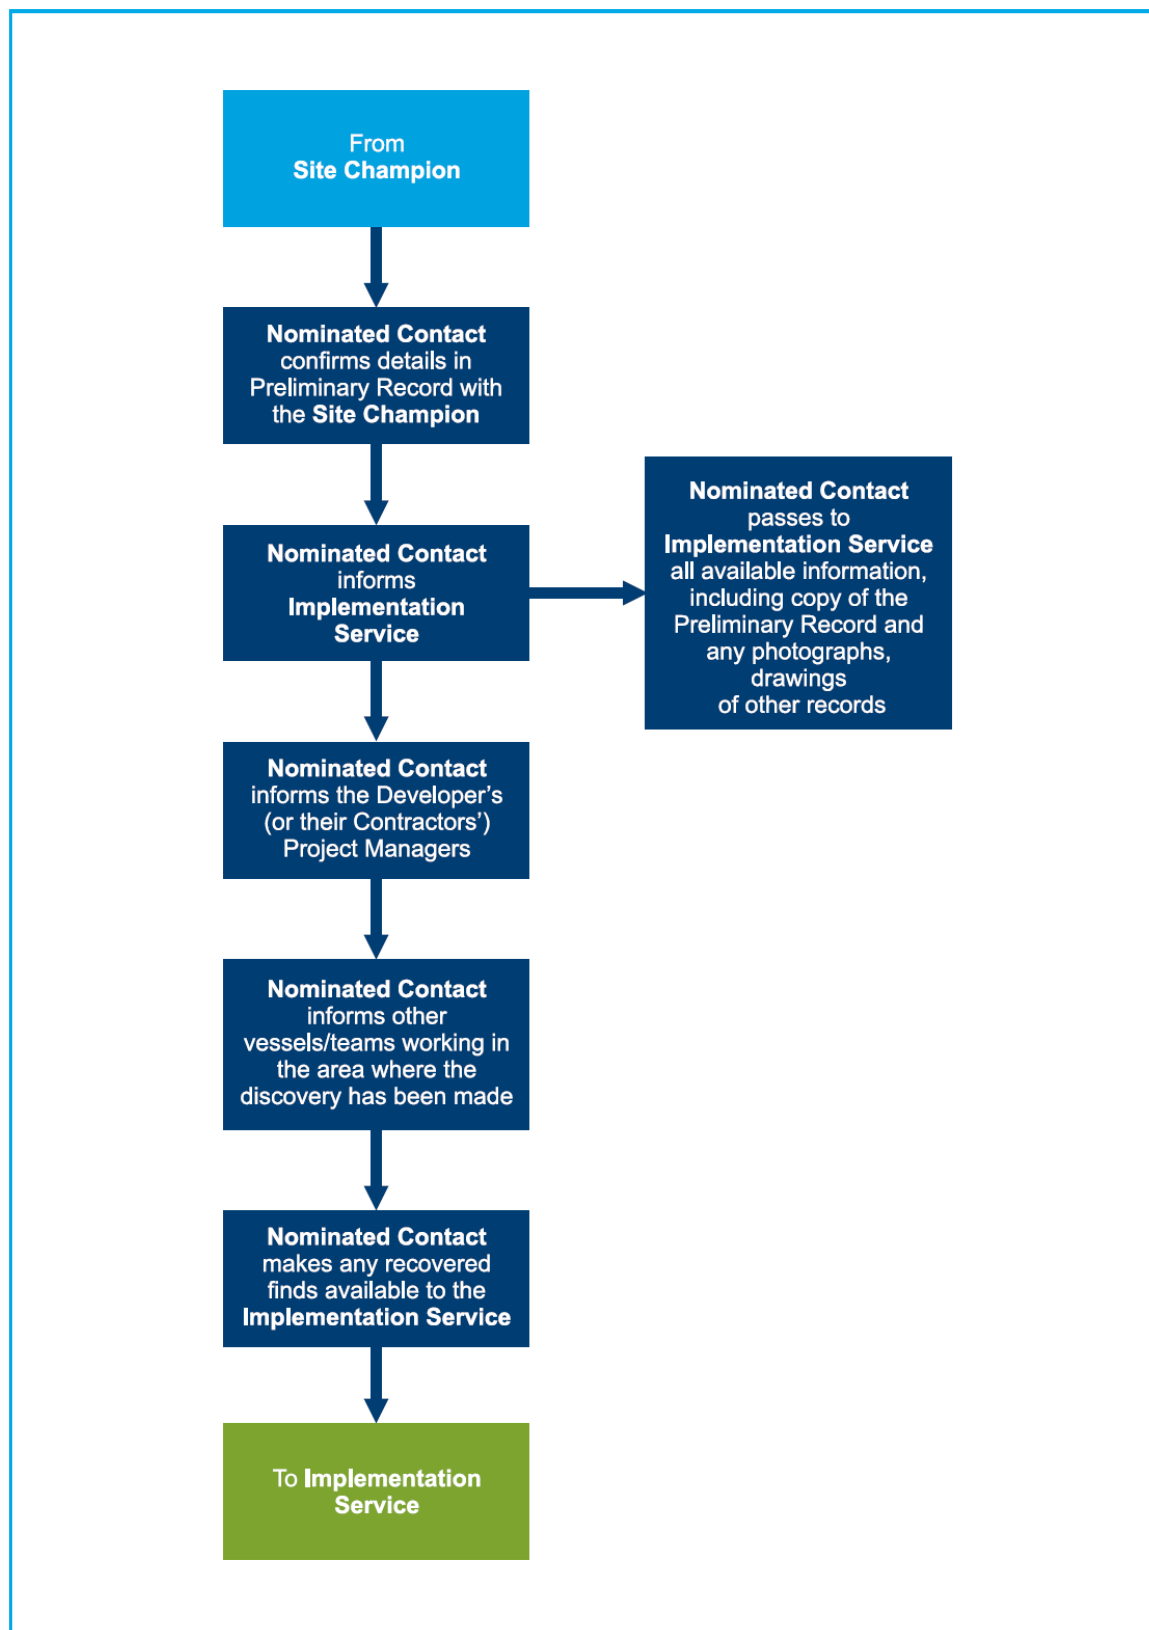 From
Site Champion
Nominated Contact
confirms details in
Preliminary Record with
the Site Champion
Nominated Contact
informs
Implementation
Service
Nominated Contact
passes to
Implementation Service
all available information,
including copy of the
Preliminary Record and
any photographs,
drawings
of other records
Nominated Contact
informs the Developer’s
(or their Contractors’)
Project Managers
Nominated Contact
informs other
vessels/teams working in
the area where the
discovery has been made
Nominated Contact
makes any recovered
finds available to the
Implementation Service
To Implementation
Service